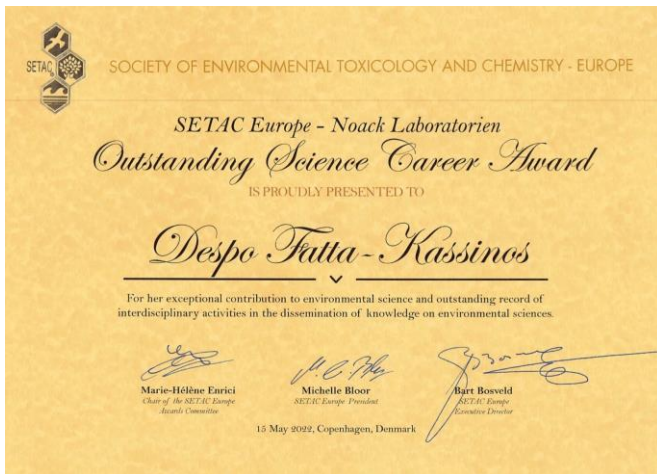 SETAC
SOCIETY OF ENVIRONMENTAL TOXICOLOGY AND CHEMISTRY - EUROPE
SETAC Europe - Noack Laboratorien
Outstanding Science Career Award
IS PROUDLY PRESENTED TO
Despo Fatta-Kassinos
For her exceptional contribution to environmental science and outstanding record of
interdisciplinary activities in the dissemination of knowledge on environmental sciences.
Marie-Hélène Enrici
Chair of the SETAC Europe
Awards Committee
Michelle Bloor
SETAC Europe President
Bart Bosveld
SETAC Europe
Executive Director
15 May 2022, Copenhagen, Denmark